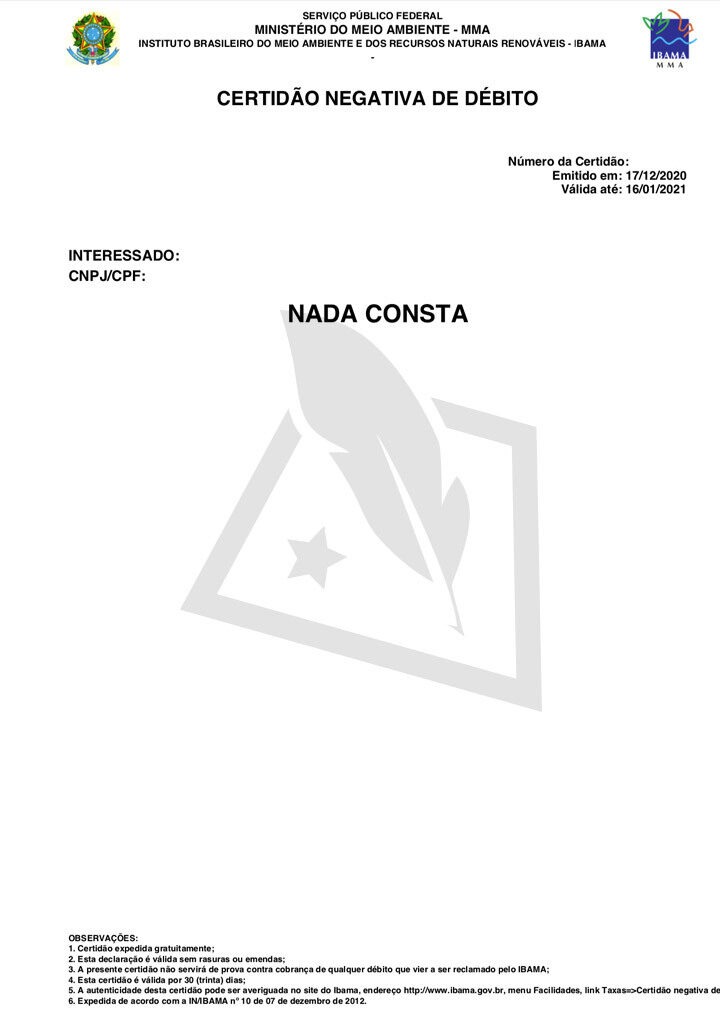 SERVIÇO PÚBLICO FEDERAL
MINISTÉRIO DO MEIO AMBIENTE - MMA
INSTITUTO BRASILEIRO DO MEIO AMBIENTE E DOS RECURSOS NATURAIS RENOVÁVEIS - IBAMA
-
IBAMA
M M A
CERTIDÃO NEGATIVA DE DÉBITO
Número da Certidão:
Emitido em: 17/12/2020
Válida até: 16/01/2021
INTERESSADO:
CNPJ/CPF:
NADA CONSTA
OBSERVAÇÕES:
1. Certidão expedida gratuitamente;
2. Esta declaração é válida sem rasuras ou emendas;
3. A presente certidão não servirá de prova contra cobrança de qualquer débito que vier a ser reclamado pelo IBAMA;
4. Esta certidão é válida por 30 (trinta) dias;
5. A autenticidade desta certidão pode ser averiguada no site do Ibama, endereço http://www.ibama.gov.br, menu Facilidades, link Taxas=>Certidão negativa de
6. Expedida de acordo com a IN/IBAMA nº 10 de 07 de dezembro de 2012.